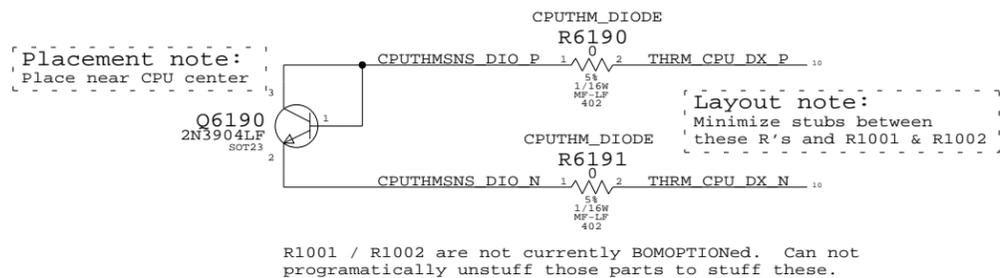 CPUTHM_DIODE
R6190
0
Placement note:
Place near CPU center
CPUTHMSNS_DIO_P
1
2
THRM_CPU_DX_P
10
5%
1/16W
MF-LF
402
3
Layout note:
Minimize stubs between
these R's and R1001 & R1002
Q6190
2N3904LF
SOT23
1
2
CPUTHM_DIODE
R6191
0
CPUTHMSNS_DIO_N
1
2
THRM_CPU_DX_N
10
5%
1/16W
MF-LF
402
R1001 / R1002 are not currently BOMOPTIONed. Can not
programatically unstuff those parts to stuff these.